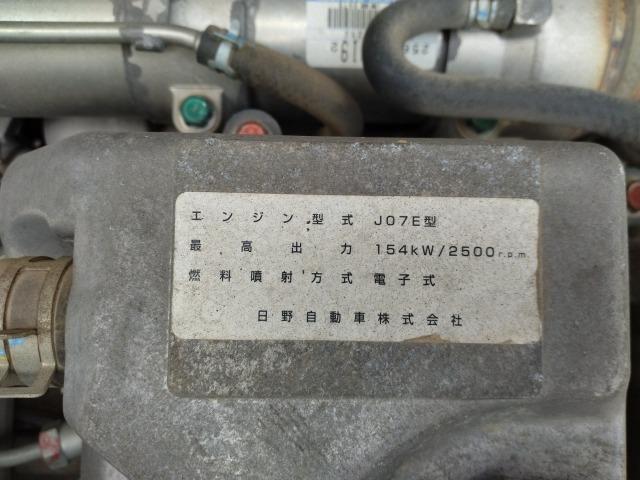 エンジン型式 J07E型
最高出力 154kW/2500r.p.m
燃料噴射方式 電子式
日野自動車株式会社